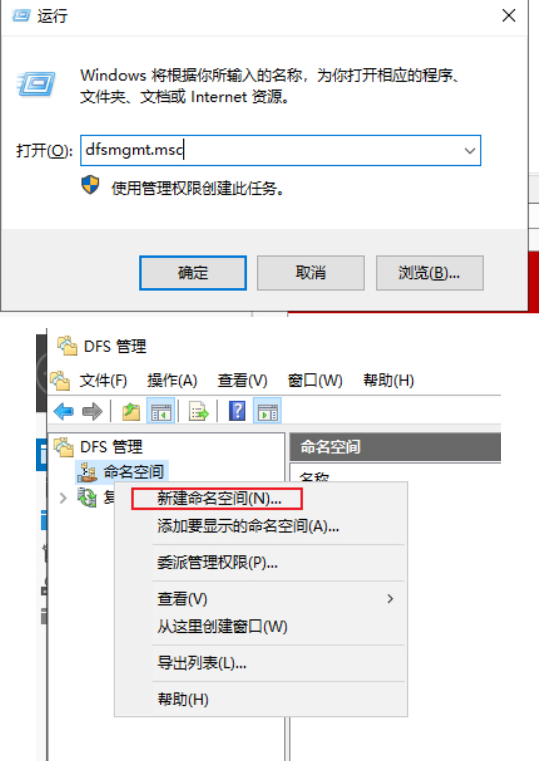 运行
Windows 将根据你所输入的名称，为你打开相应的程序、
文件夹、文档或 Internet 资源。
打开(O): dfsmgmt.msc
使用管理权限创建此任务。
确定 取消 浏览(B)...
DFS 管理
文件(F) 操作(A) 查看(V) 窗口(W) 帮助(H)
DFS 管理 命名空间
命名空间 名称
新建命名空间(N)...
添加要显示的命名空间(A)...
委派管理权限(P)...
查看(V)
从这里创建窗口(W)
导出列表(L)...
帮助(H)